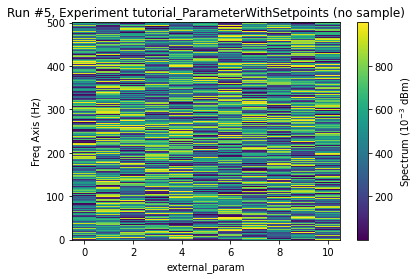 Run #5, Experiment tutorial_ParameterWithSetpoints (no sample)
500
400
300
200
100
0
Freq Axis (Hz)
0 2 4 6 8 10
external_param
800
600
400
200
Spectrum (10⁻³ dBm)